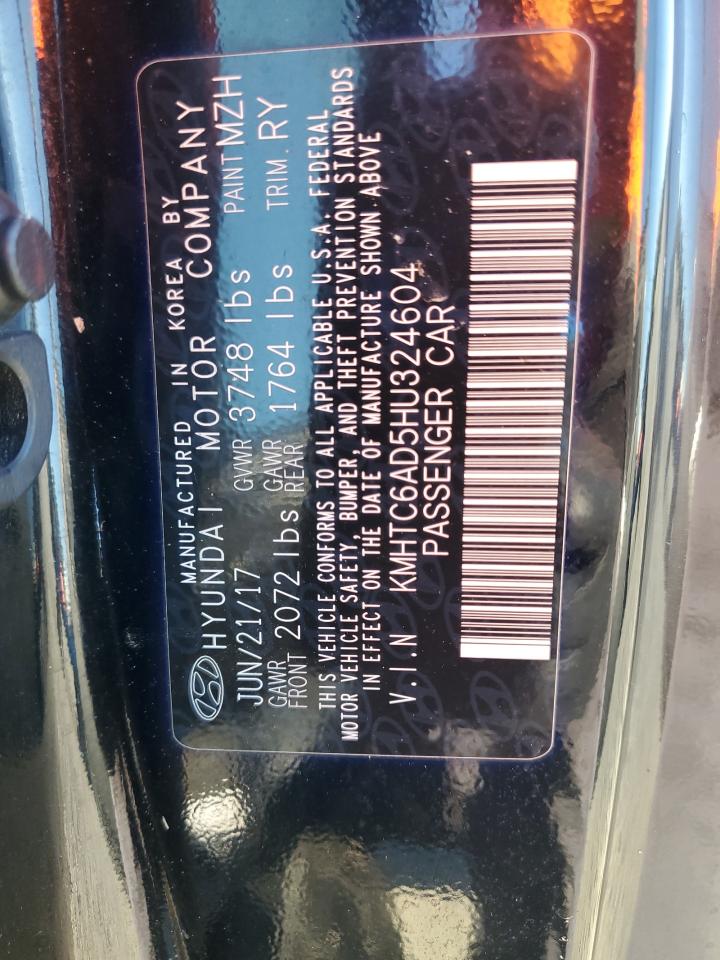 MANUFACTURED IN KOREA BY
HYUNDAI MOTOR COMPANY
JUN/21/17 GVWR 3748 lbs PAINT MZH
GAWR FRONT 2072 lbs GAWR REAR 1764 lbs TRIM. RY
THIS VEHICLE CONFORMS TO ALL APPLICABLE U.S.A. FEDERAL
MOTOR VEHICLE SAFETY, BUMPER, AND THEFT PREVENTION STANDARDS
IN EFFECT ON THE DATE OF MANUFACTURE SHOWN ABOVE
V.I.N KMHTC6AD5HU324604
PASSENGER CAR